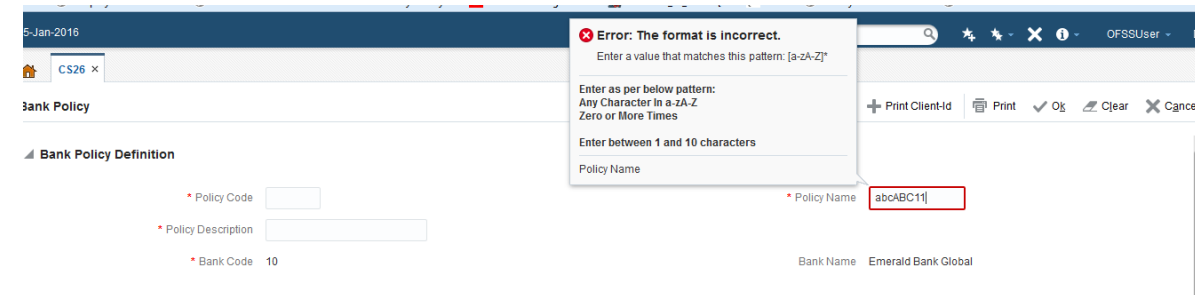 5-Jan-2016
OFSSUser
CS26 ×
Bank Policy
Print Client-Id Print Ok Clear Cance
Error: The format is incorrect.
Enter a value that matches this pattern: [a-zA-Z]*
Enter as per below pattern:
Any Character In a-zA-Z
Zero or More Times
Enter between 1 and 10 characters
Policy Name
Bank Policy Definition
* Policy Code
* Policy Name abcABC11
* Policy Description
* Bank Code 10
Bank Name Emerald Bank Global